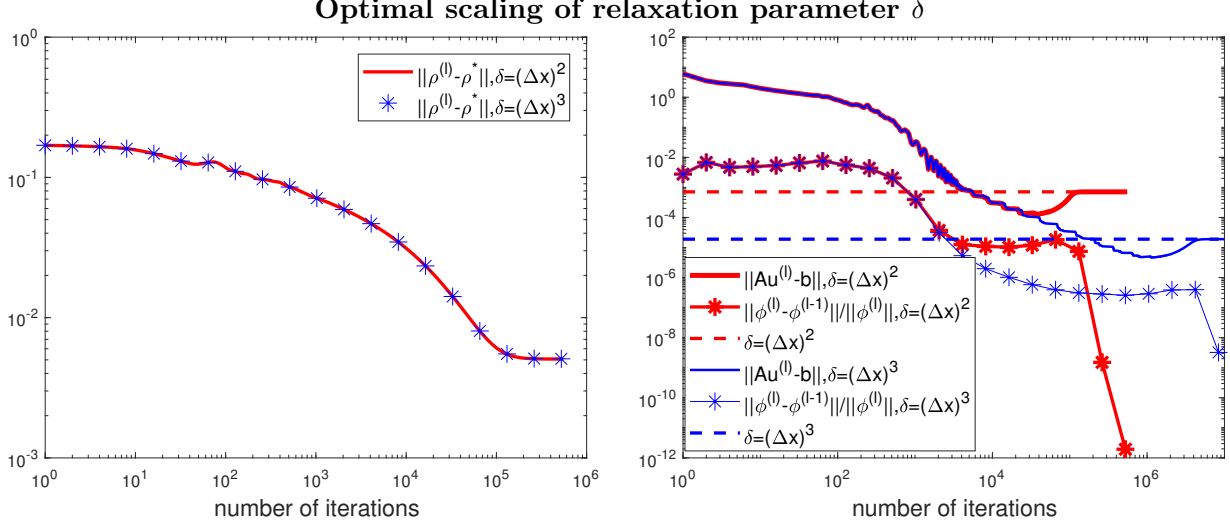 Optimal scaling of relaxation parameter δ
10^0
10^-1
10^-2
10^-3
||ρ^(l)-ρ^*||,δ=(Δx)^2
||ρ^(l)-ρ^*||,δ=(Δx)^3
10^0 10^1 10^2 10^3 10^4 10^5 10^6
number of iterations
10^2
10^0
10^-2
10^-4
10^-6
10^-8
10^-10
10^-12
||Au^(l)-b||,δ=(Δx)^2
||ϕ^(l)-ϕ^(l-1)||/||ϕ^(l)||,δ=(Δx)^2
δ=(Δx)^2
||Au^(l)-b||,δ=(Δx)^3
||ϕ^(l)-ϕ^(l-1)||/||ϕ^(l)||,δ=(Δx)^3
δ=(Δx)^3
10^0 10^2 10^4 10^6
number of iterations